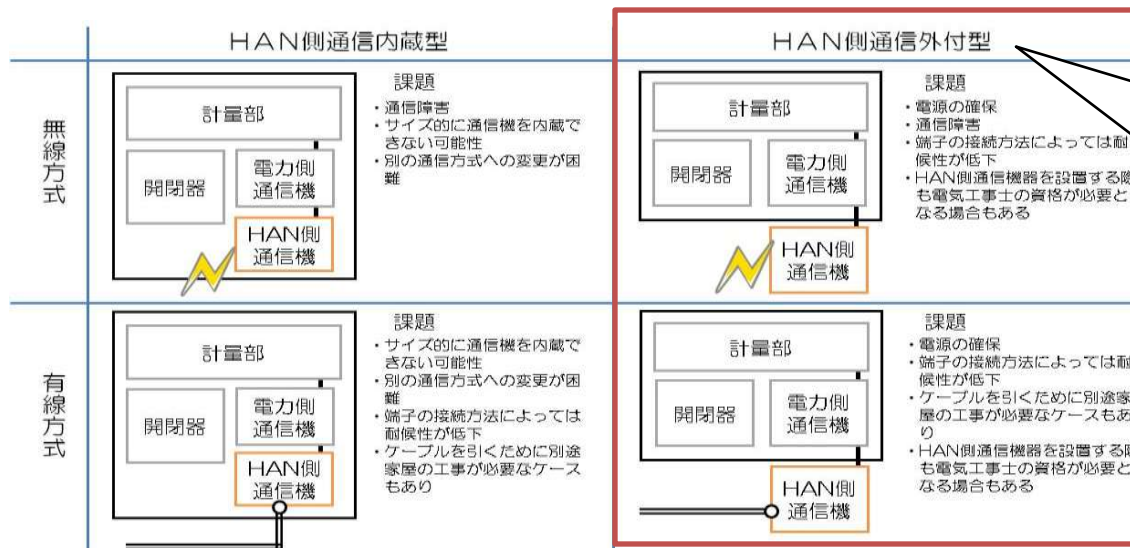 HAN側通信内蔵型
HAN側通信外付型
無線方式
計量部
開閉器
電力側
通信機
HAN側
通信機
課題
・通信障害
・サイズ的に通信機を内蔵で
きない可能性
・別の通信方式への変更が困
難
計量部
開閉器
電力側
通信機
HAN側
通信機
課題
・電源の確保
・通信障害
・端子の接続方法によっては耐
候性が低下
・HAN側通信機器を設置する際
も電気工事士の資格が必要と
なる場合もある
有線方式
計量部
開閉器
電力側
通信機
HAN側
通信機
課題
・サイズ的に通信機を内蔵で
きない可能性
・別の通信方式への変更が困
難
・端子の接続方法によっては
耐候性が低下
・ケーブルを引くために別途
家屋の工事が必要なケース
もあり
計量部
開閉器
電力側
通信機
HAN側
通信機
課題
・電源の確保
・端子の接続方法によっては耐
候性が低下
・ケーブルを引くために別途家
屋の工事が必要なケースもあ
り
・HAN側通信機器を設置する際
も電気工事士の資格が必要と
なる場合もある